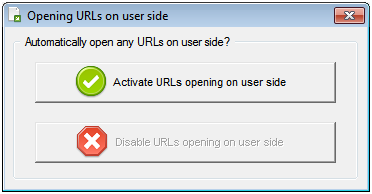 Opening URLs on user side
Automatically open any URLs on user side?
Activate URLs opening on user side
Disable URLs opening on user side